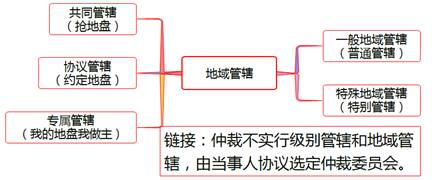 共同管辖
（抢地盘）
协议管辖
（约定地盘）
专属管辖
（我的地盘我做主）
地域管辖
一般地域管辖
（普通管辖）
特殊地域管辖
（特别管辖）
链接：仲裁不实行级别管辖和地域管
辖，由当事人协议选定仲裁委员会。